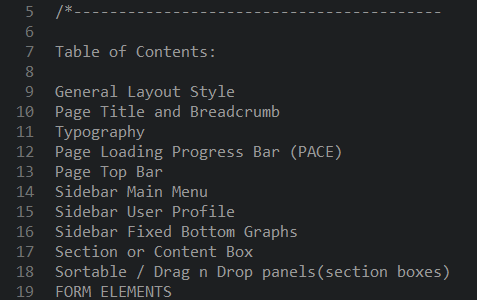 5 /*-----------------------------------------
6
7 Table of Contents:
8
9 General Layout Style
10 Page Title and Breadcrumb
11 Typography
12 Page Loading Progress Bar (PACE)
13 Page Top Bar
14 Sidebar Main Menu
15 Sidebar User Profile
16 Sidebar Fixed Bottom Graphs
17 Section or Content Box
18 Sortable / Drag n Drop panels(section boxes)
19 FORM ELEMENTS